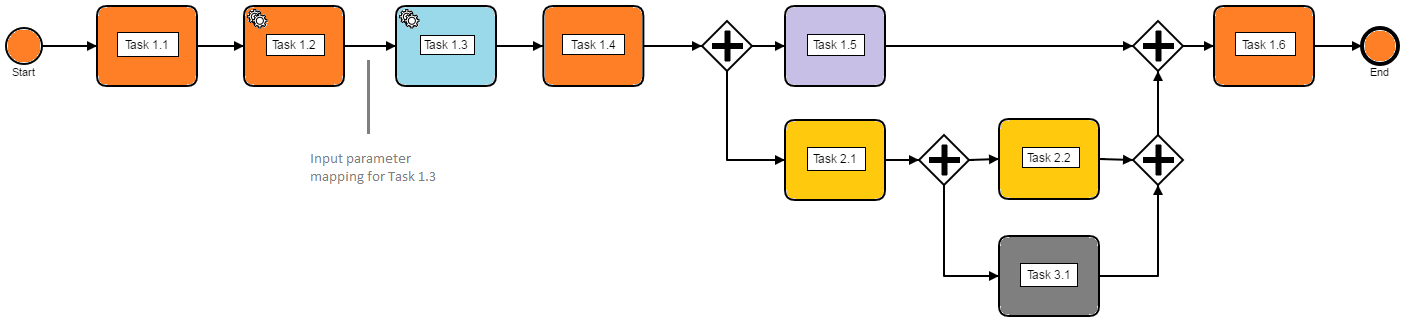 Task 1.1
Task 1.2
Task 1.3
Task 1.4
Task 1.5
Task 1.6
Start
End
Input parameter
mapping for Task 1.3
Task 2.1
Task 2.2
Task 3.1